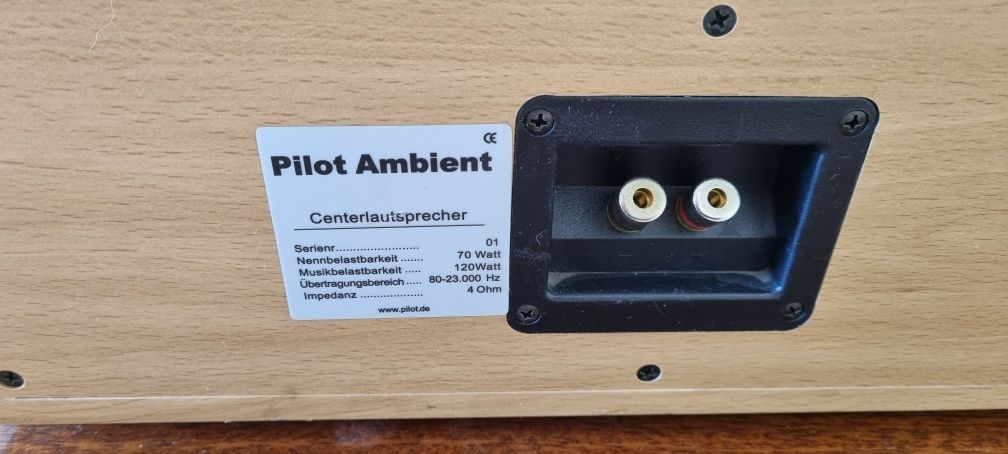 CE
Pilot Ambient
Centerlautsprecher
Serienr........................ 01
Nennbelastbarkeit ....... 70 Watt
Musikbelastbarkeit ..... 120Watt
Übertragungsbereich ..... 80-23.000 Hz
Impedanz ................... 4 Ohm
www.pilot.de